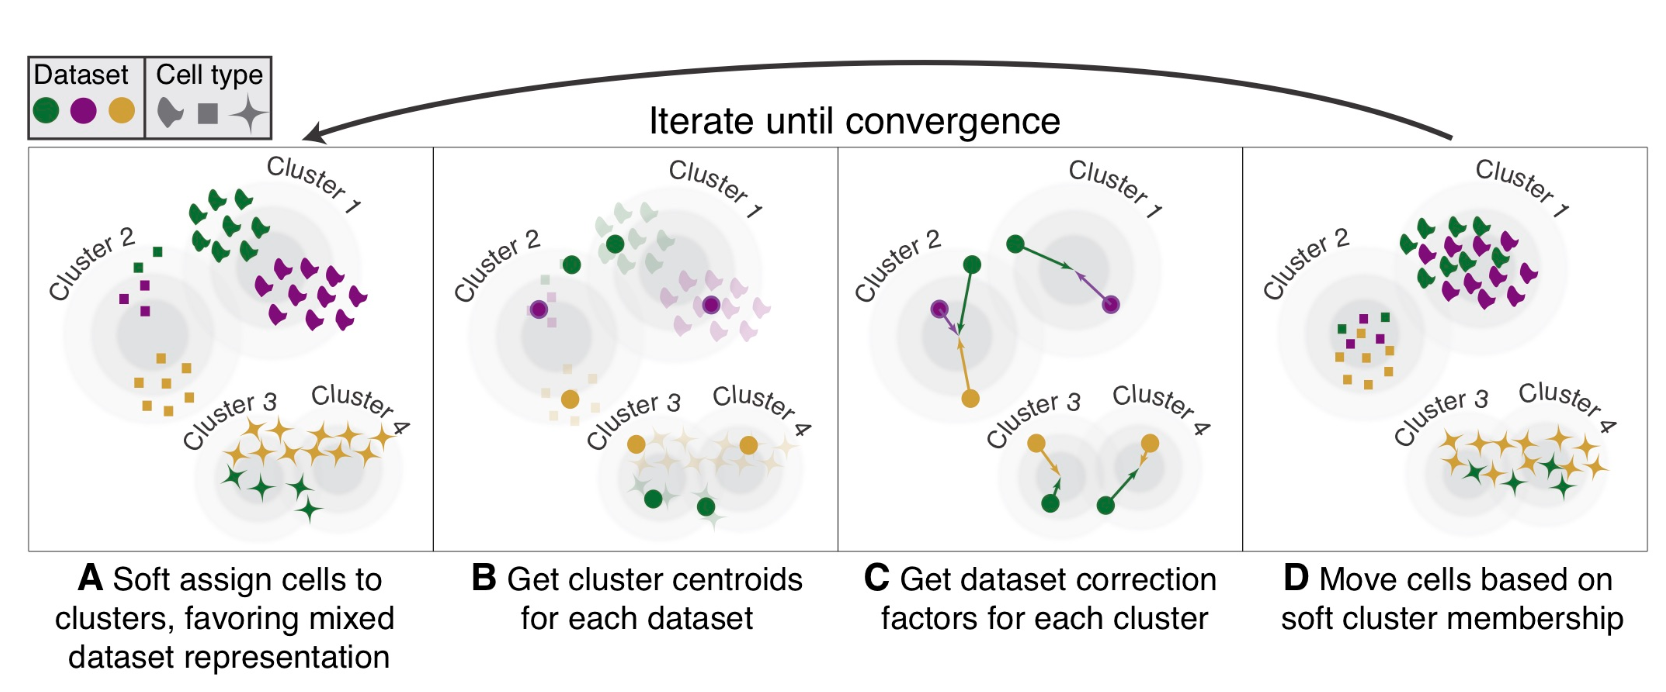 Dataset
Cell type
Iterate until convergence
Cluster 1
Cluster 2
Cluster 3
Cluster 4
Cluster 1
Cluster 2
Cluster 3
Cluster 4
Cluster 1
Cluster 2
Cluster 3
Cluster 4
Cluster 1
Cluster 2
Cluster 3
Cluster 4
A Soft assign cells to
clusters, favoring mixed
dataset representation
B Get cluster centroids
for each dataset
C Get dataset correction
factors for each cluster
D Move cells based on
soft cluster membership